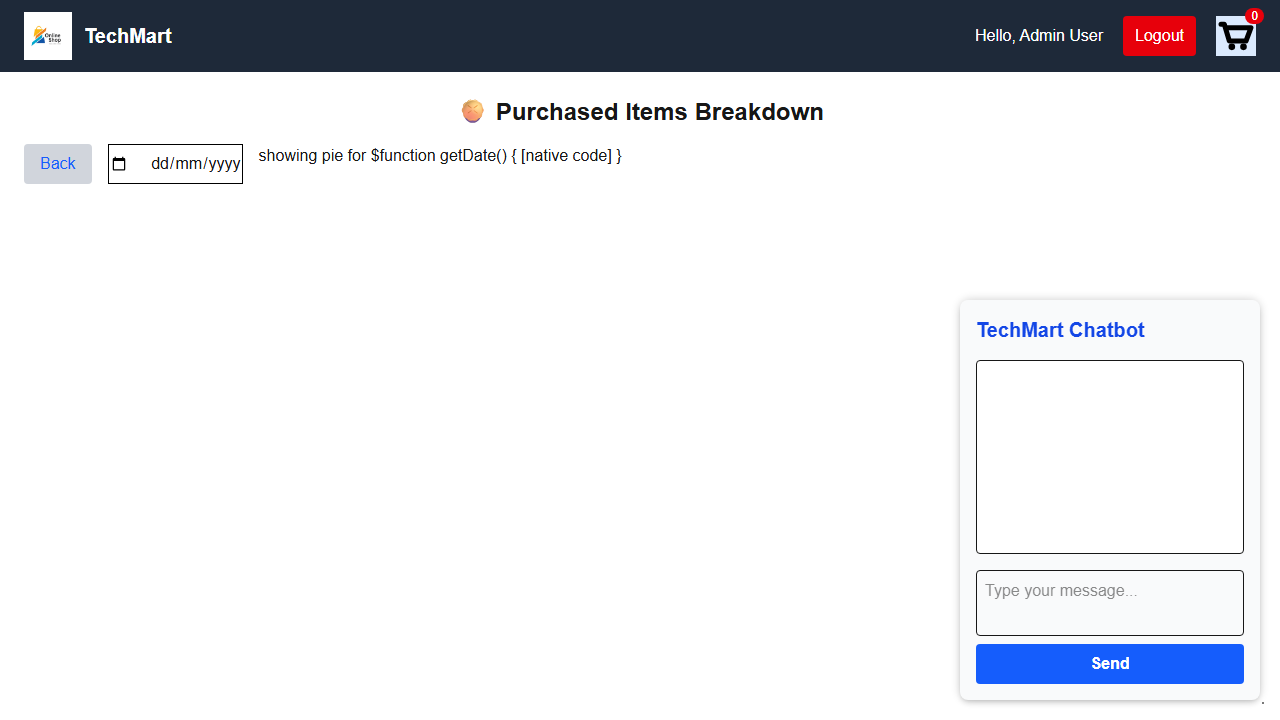 Online
Shop
TechMart
Hello, Admin User
Logout
0
Purchased Items Breakdown
Back
dd/mm/yyyy
showing pie for $function getDate() { [native code] }
TechMart Chatbot
Type your message...
Send
.